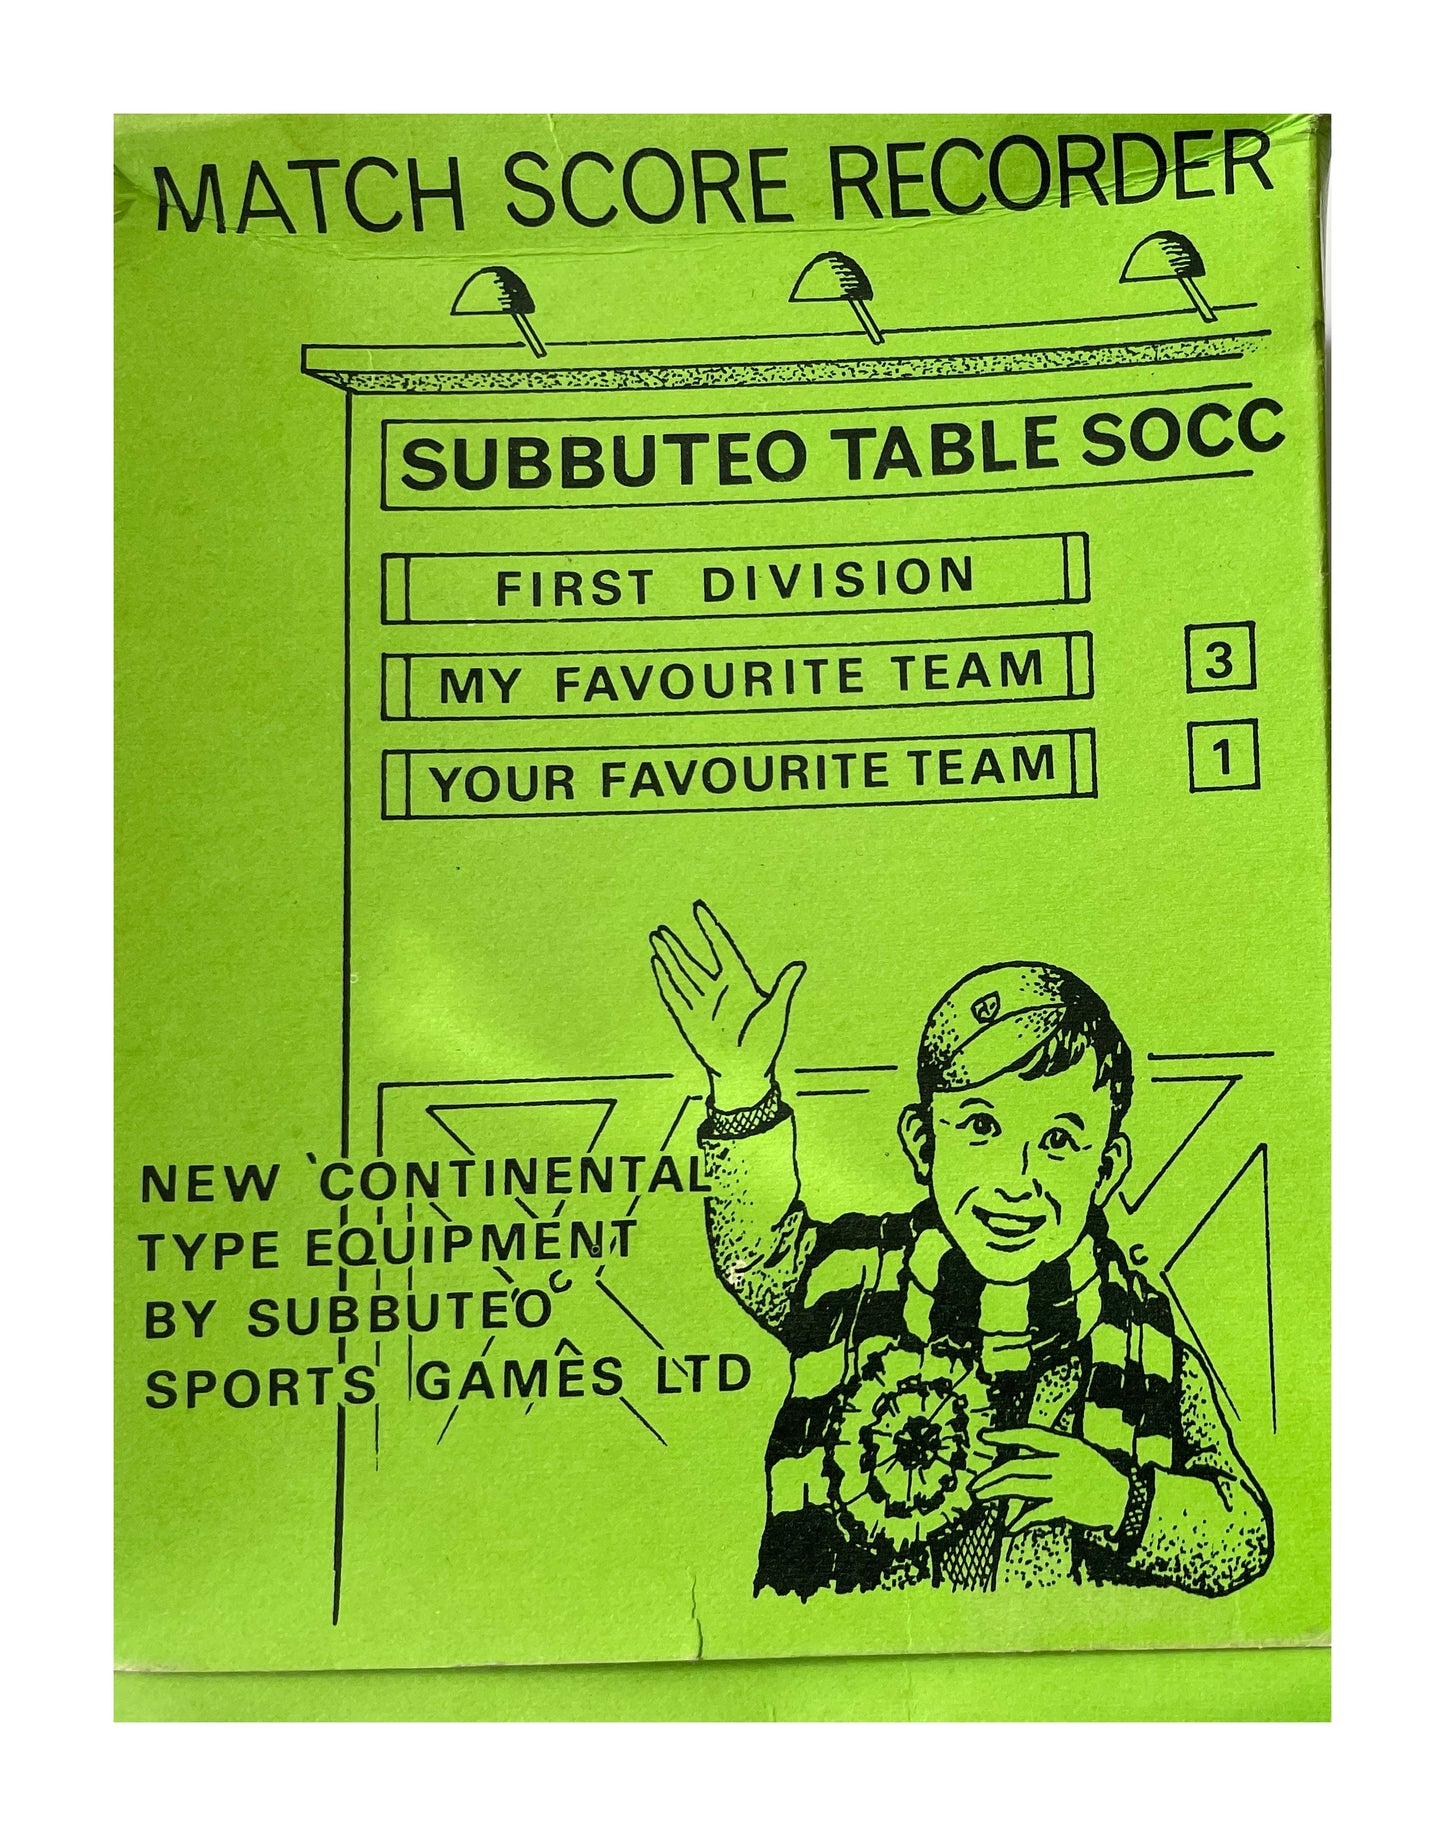 MATCH SCORE RECORDER
SUBBUTEO TABLE SOCC
FIRST DIVISION
MY FAVOURITE TEAM 3
YOUR FAVOURITE TEAM 1
NEW 'CONTINENTAL
TYPE EQUIPMENT
BY SUBBUTEO
SPORTS GAMES LTD